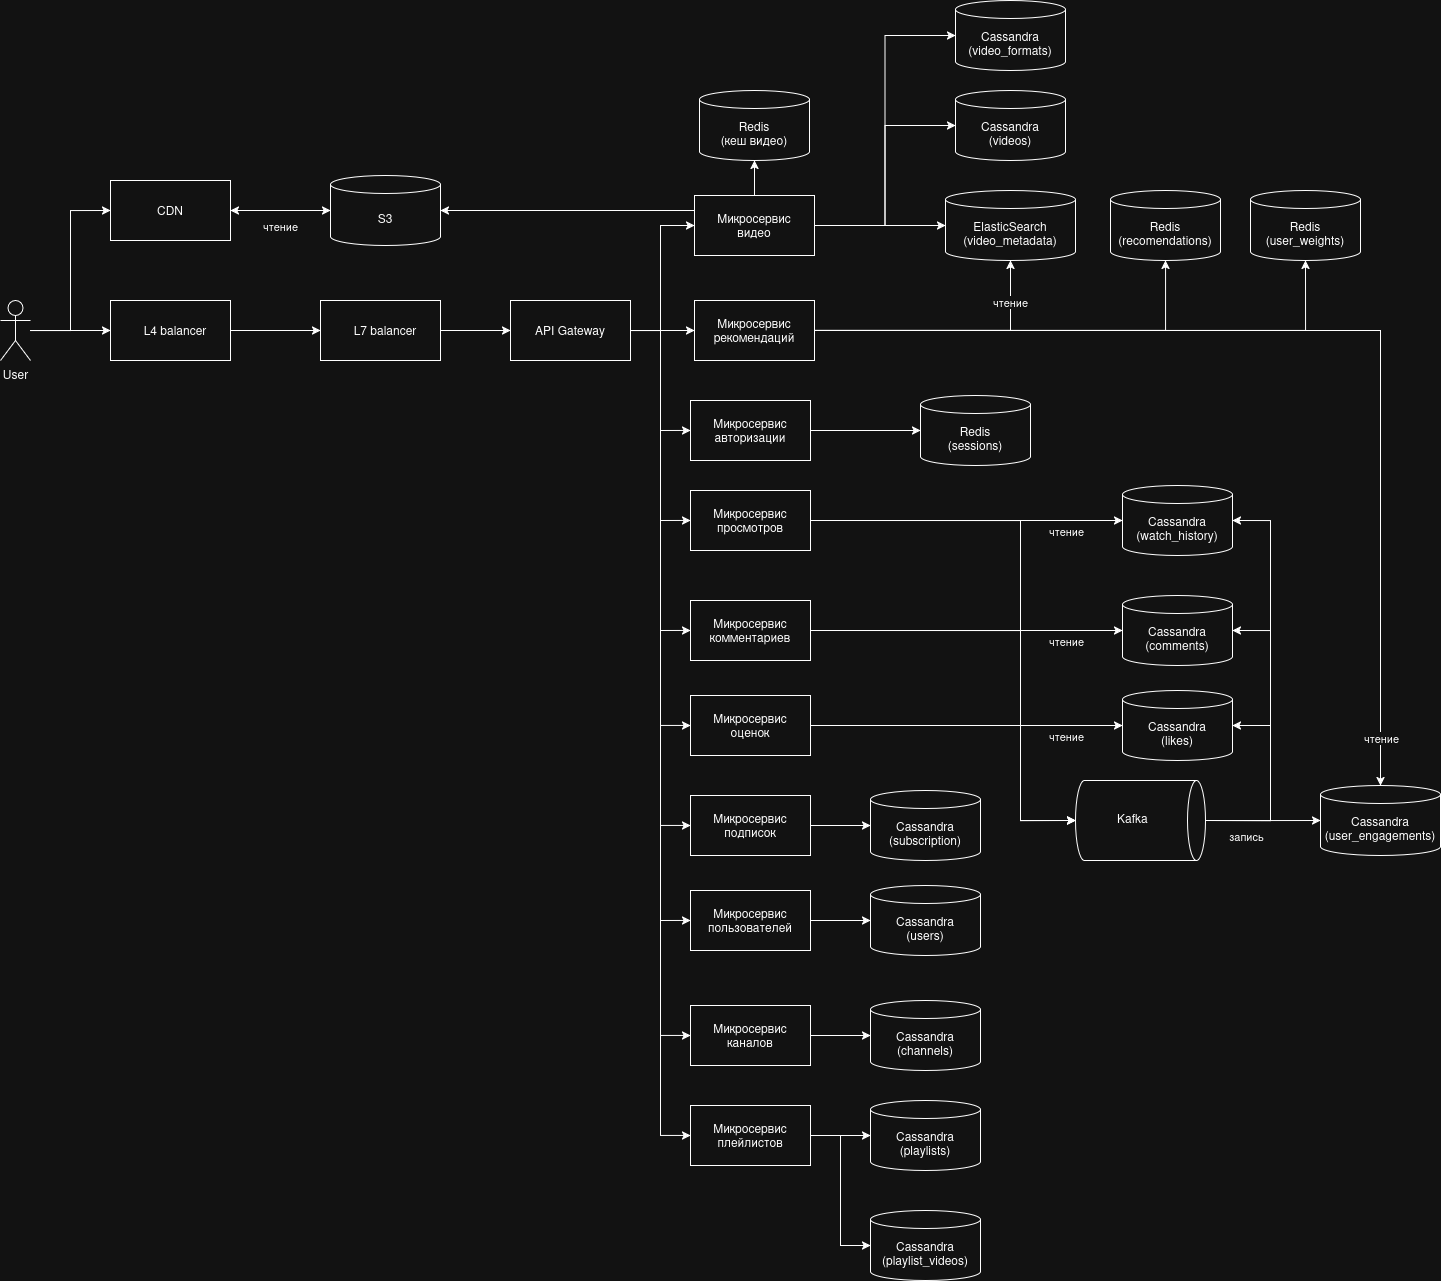 Cassandra
(video_formats)
Redis
(кеш видео)
Cassandra
(videos)
CDN
чтение
S3
Микросервис
видео
ElasticSearch
(video_metadata)
Redis
(recomendations)
Redis
(user_weights)
чтение
User
L4 balancer
L7 balancer
API Gateway
Микросервис
рекомендаций
Микросервис
авторизации
Redis
(sessions)
Микросервис
просмотров
чтение
Cassandra
(watch_history)
Микросервис
комментариев
чтение
Cassandra
(comments)
Микросервис
оценок
чтение
Cassandra
(likes)
чтение
Микросервис
подписок
Cassandra
(subscription)
Kafka
запись
Cassandra
(user_engagements)
Микросервис
пользователей
Cassandra
(users)
Микросервис
каналов
Cassandra
(channels)
Микросервис
плейлистов
Cassandra
(playlists)
Cassandra
(playlist_videos)